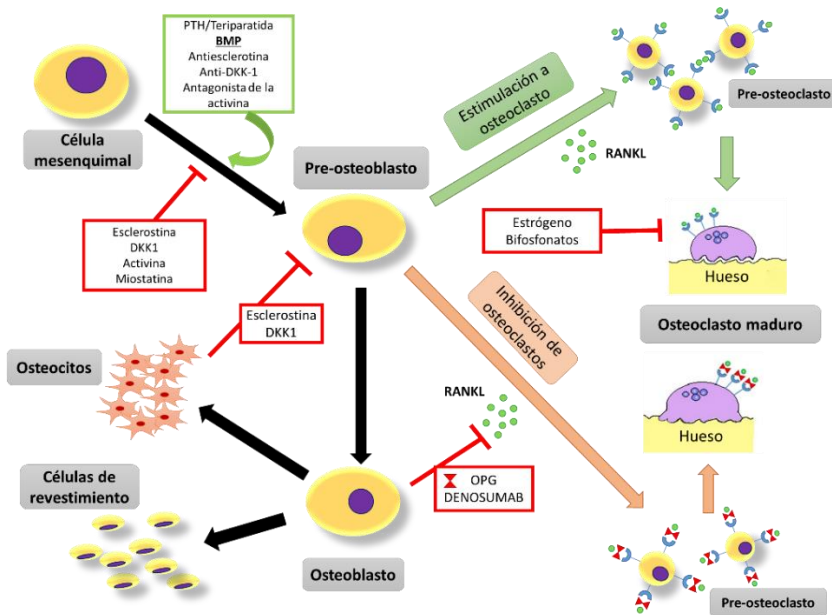 PTH/Teriparatida
BMP
Antiesclerotina
Anti-DKK-1
Antagonista de la
activina
Célula
mesenquimal
Estimulación a
osteoclasto
RANKL
Pre-osteoclasto
Pre-osteoblasto
Esclerostina
DKK1
Activina
Miostatina
Estrógeno
Bifosfonatos
Hueso
Esclerostina
DKK1
Inhibición de
osteoclastos
Osteoclasto maduro
Osteocitos
RANKL
Hueso
Células de
revestimiento
OPG
DENOSUMAB
Osteoblasto
Pre-osteoclasto